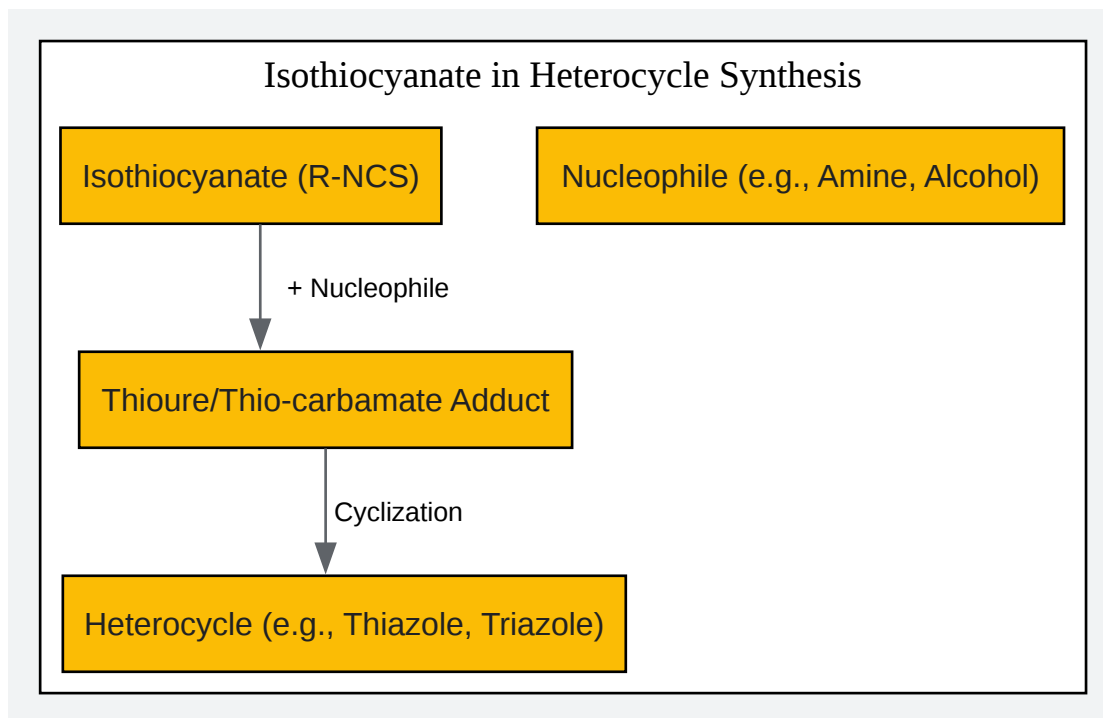 Isothiocyanate in Heterocycle Synthesis
Isothiocyanate (R-NCS)
Nucleophile (e.g., Amine, Alcohol)
+ Nucleophile
Thioure/Thio-carbamate Adduct
Cyclization
Heterocycle (e.g., Thiazole, Triazole)